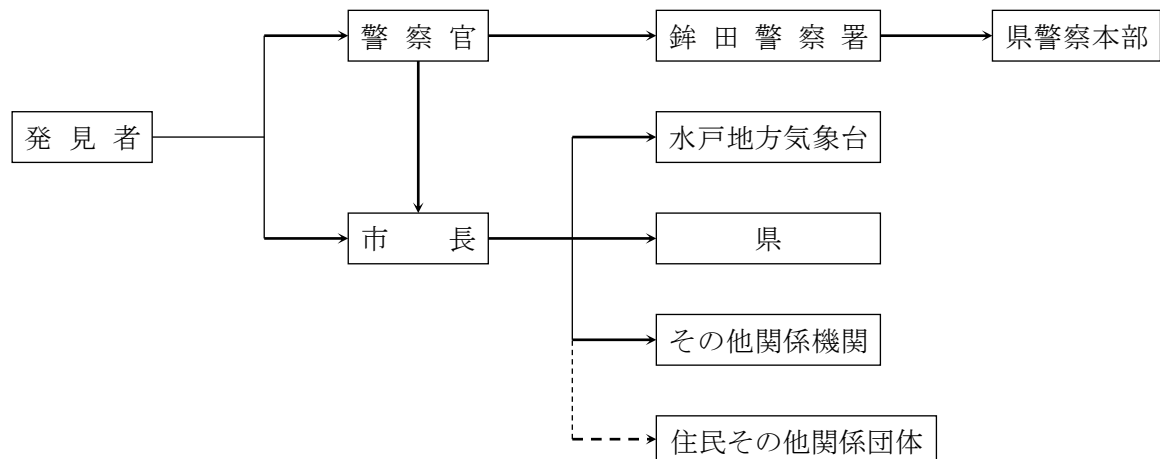 警察官
鉾田警察署
県警察本部
発見者
水戸地方気象台
市長
県
その他関係機関
住民その他関係団体